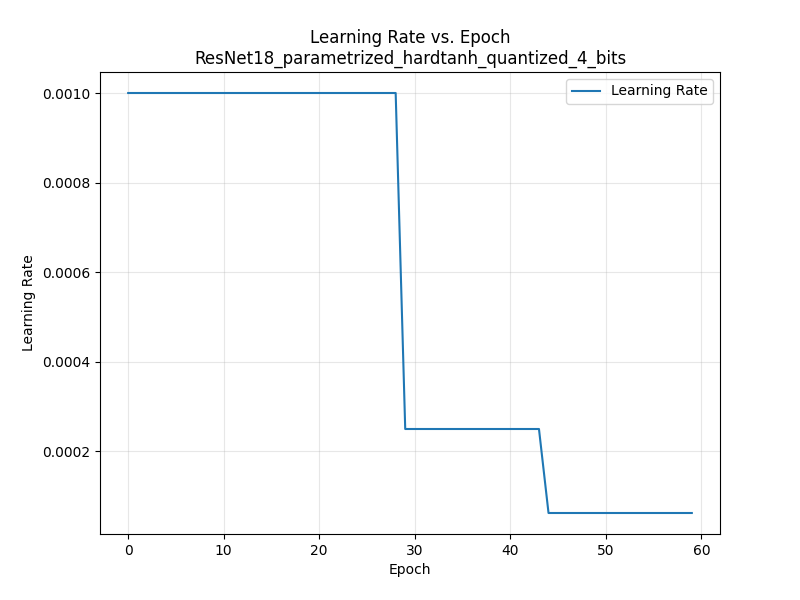 Learning Rate vs. Epoch
ResNet18_parametrized_hardtanh_quantized_4_bits
Learning Rate
0.0010
0.0008
0.0006
0.0004
0.0002
Learning Rate
0 10 20 30 40 50 60
Epoch